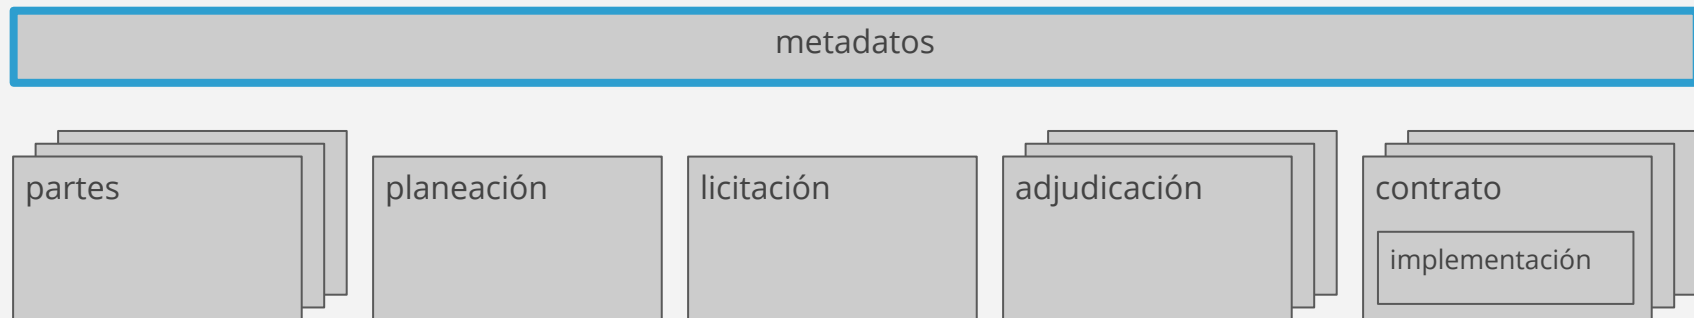 metadatos
partes
planeación
licitación
adjudicación
contrato
implementación